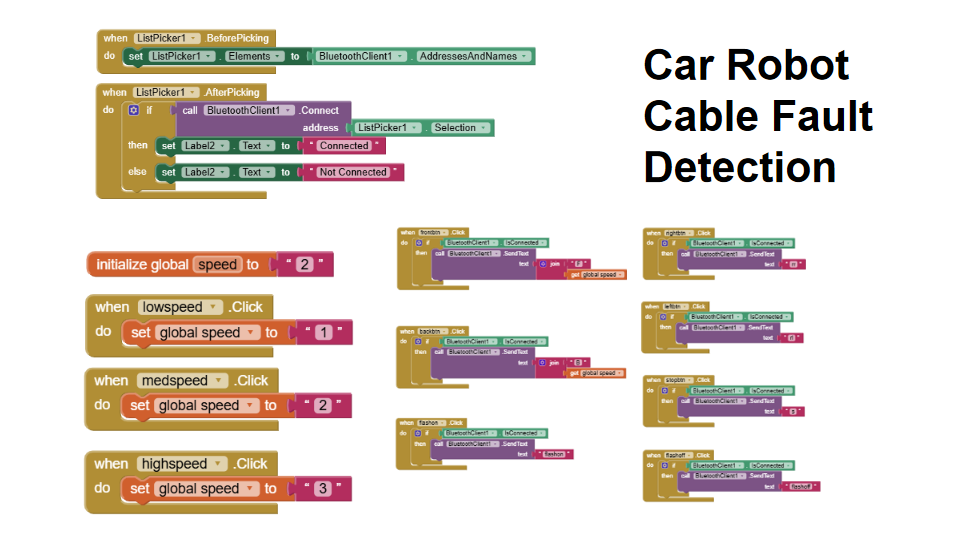 when ListPicker1 .BeforePicking
do set ListPicker1 . Elements to BluetoothClient1 . AddressesAndNames
when ListPicker1 .AfterPicking
do if call BluetoothClient1 .Connect
address ListPicker1 . Selection
then set Label2 . Text to " Connected "
else set Label2 . Text to " Not Connected "
Car Robot
Cable Fault
Detection
initialize global speed to " 2 "
when lowspeed .Click
do set global speed to " 1 "
when medspeed .Click
do set global speed to " 2 "
when highspeed .Click
do set global speed to " 3 "
when frontbtn .Click
do if BluetoothClient1 . IsConnected
then call BluetoothClient1 .SendText
text join
get global speed
when backbtn .Click
do if BluetoothClient1 . IsConnected
then call BluetoothClient1 .SendText
text join
get global speed
when flashon .Click
do if BluetoothClient1 . IsConnected
then call BluetoothClient1 .SendText
text " flashon "
when rightbtn .Click
do if BluetoothClient1 . IsConnected
then call BluetoothClient1 .SendText
text
when leftbtn .Click
do if BluetoothClient1 . IsConnected
then call BluetoothClient1 .SendText
text
when stopbtn .Click
do if BluetoothClient1 . IsConnected
then call BluetoothClient1 .SendText
text
when flashoff .Click
do if BluetoothClient1 . IsConnected
then call BluetoothClient1 .SendText
text " flashoff "